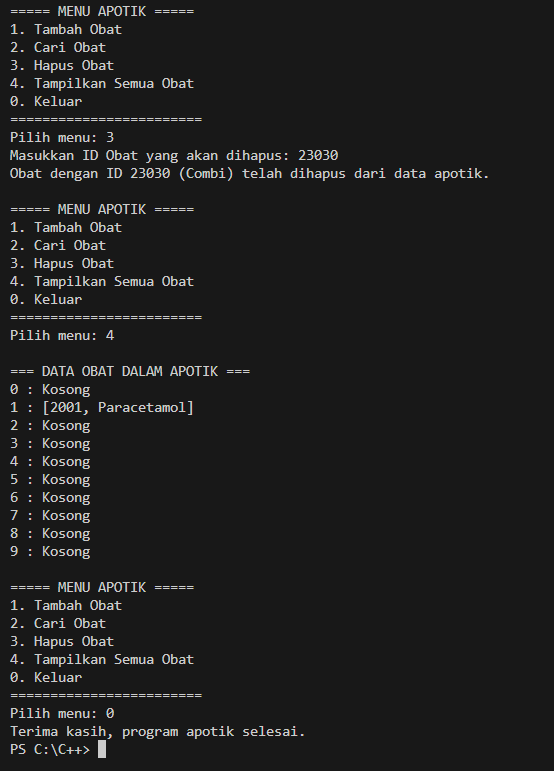 ===== MENU APOTIK =====
1. Tambah Obat
2. Cari Obat
3. Hapus Obat
4. Tampilkan Semua Obat
0. Keluar
========================
Pilih menu: 3
Masukkan ID Obat yang akan dihapus: 23030
Obat dengan ID 23030 (Combi) telah dihapus dari data apotik.

===== MENU APOTIK =====
1. Tambah Obat
2. Cari Obat
3. Hapus Obat
4. Tampilkan Semua Obat
0. Keluar
========================
Pilih menu: 4

=== DATA OBAT DALAM APOTIK ===
0 : Kosong
1 : [2001, Paracetamol]
2 : Kosong
3 : Kosong
4 : Kosong
5 : Kosong
6 : Kosong
7 : Kosong
8 : Kosong
9 : Kosong

===== MENU APOTIK =====
1. Tambah Obat
2. Cari Obat
3. Hapus Obat
4. Tampilkan Semua Obat
0. Keluar
========================
Pilih menu: 0
Terima kasih, program apotik selesai.
PS C:\C++>